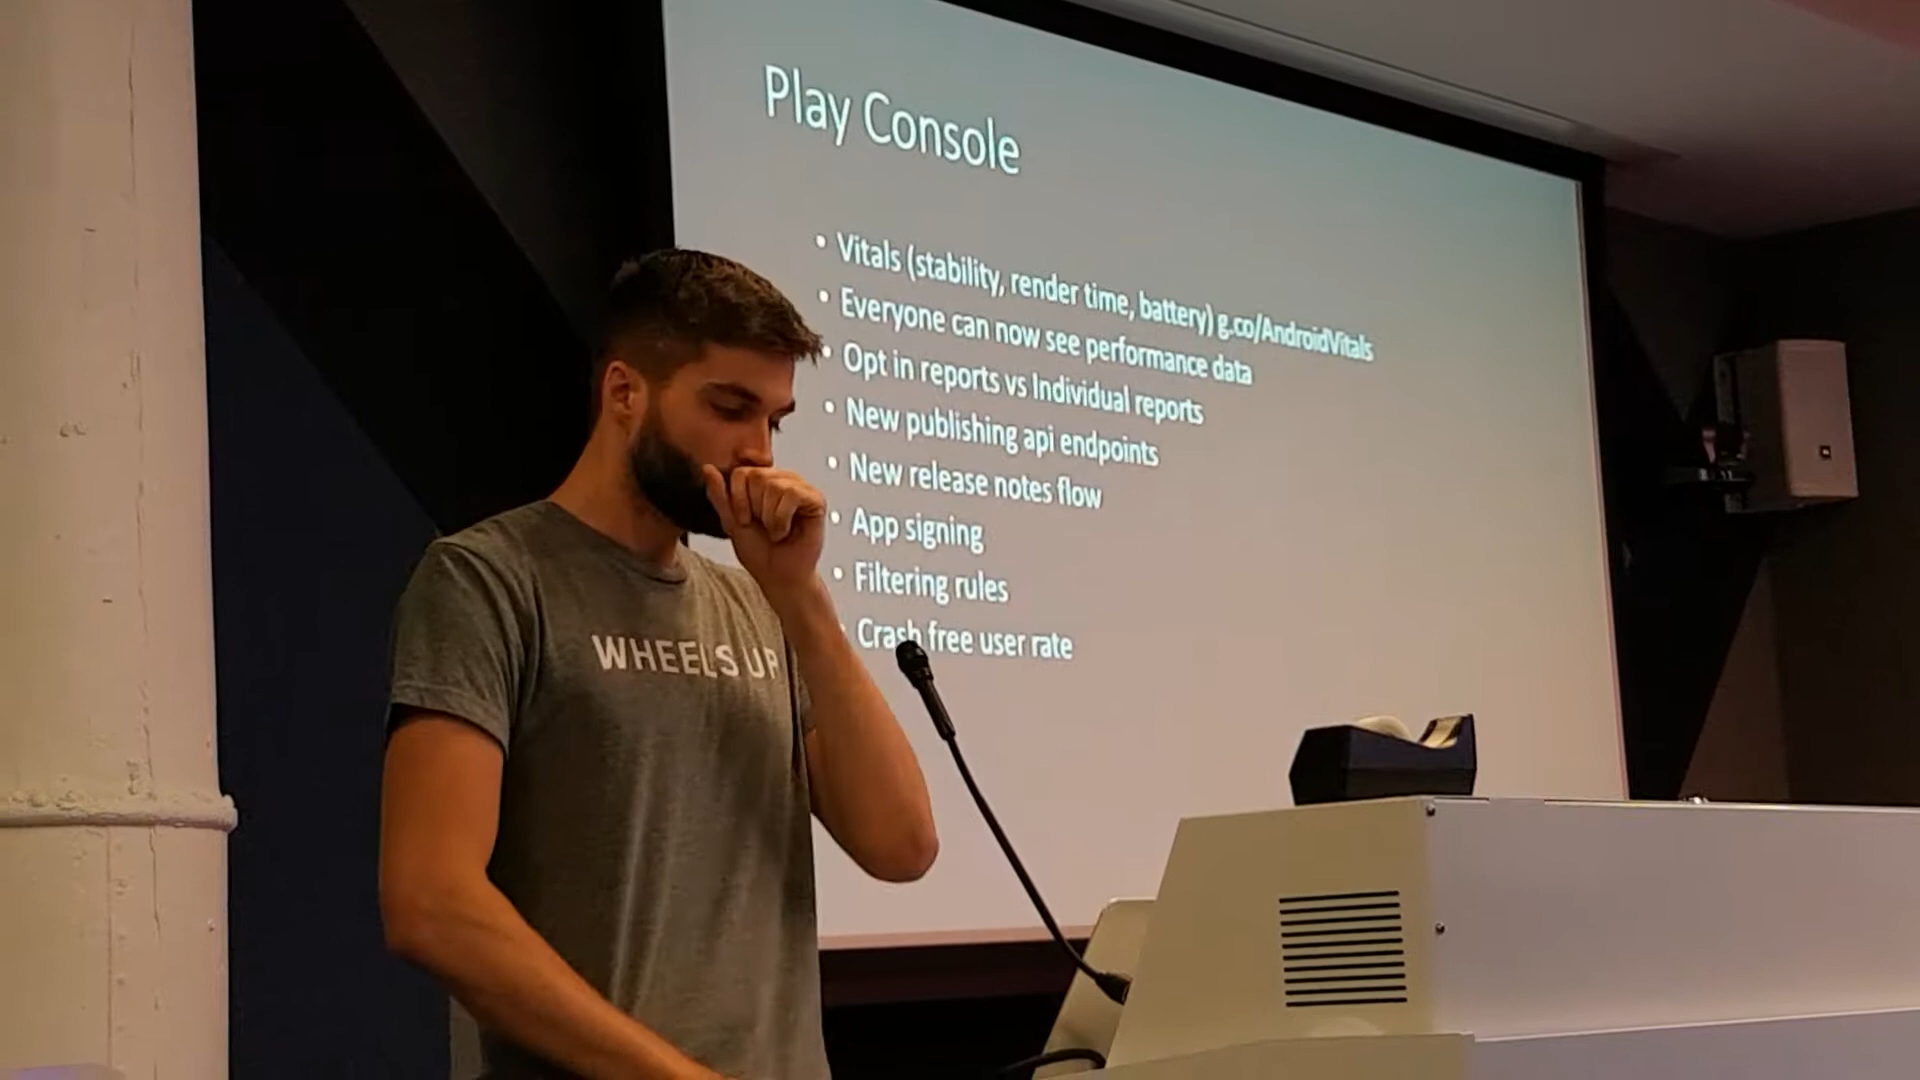 Play Console
• Vitals (stability, render time, battery) g.co/AndroidVitals
• Everyone can now see performance data
• Opt in reports vs Individual reports
• New publishing api endpoints
• New release notes flow
• App signing
• Filtering rules
• Crash free user rate
WHEELS UP